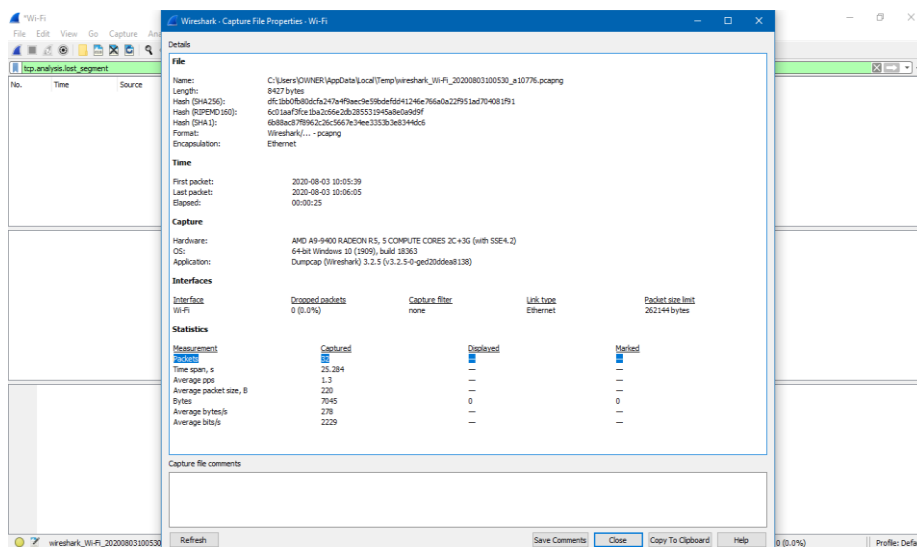 *Wi-Fi
File Edit View Go Capture Ana
tcp.analysis.lost_segment
No. Time Source
Wireshark · Capture File Properties · Wi-Fi
Details
File
Name: C:\Users\OWNER\AppData\Local\Temp\wireshark_Wi-Fi_20200803100530_a10776.pcapng
Length: 8427 bytes
Hash (SHA256): dfc1bb0fb80dcfa247a4f9aec9e59bdefdd41246e766a0a22f951ad704081f91
Hash (RIPEMD160): 6c01aaf3fce1ba2c66e2db285531945a8e0a9d9f
Hash (SHA1): 6b88ac87f8962c26c5667e34ee3353b3e8344dc6
Format: Wireshark/... - pcapng
Encapsulation: Ethernet
Time
First packet: 2020-08-03 10:05:39
Last packet: 2020-08-03 10:06:05
Elapsed: 00:00:25
Capture
Hardware: AMD A9-9400 RADEON R5, 5 COMPUTE CORES 2C+3G (with SSE4.2)
OS: 64-bit Windows 10 (1909), build 18363
Application: Dumpcap (Wireshark) 3.2.5 (v3.2.5-0-ged20ddea8138)
Interfaces
Interface Dropped packets Capture filter Link type Packet size limit
Wi-Fi 0 (0.0%) none Ethernet 262144 bytes
Statistics
Measurement Captured Displayed Marked
Packets 32 — —
Time span, s 25.284 — —
Average pps 1.3 — —
Average packet size, B 220 — —
Bytes 7045 0 0
Average bytes/s 278 — —
Average bits/s 2229 — —
Capture file comments
Refresh Save Comments Close Copy To Clipboard Help
wireshark_Wi-Fi_20200803100530 0 (0.0%) Profile: Defa